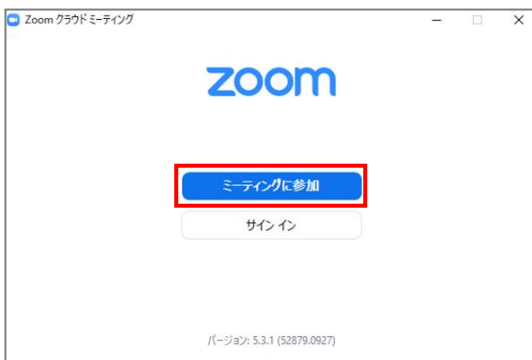 Zoom クラウド ミーティング
zoom
ミーティングに参加
サイン イン
バージョン: 5.3.1 (52879.0927)